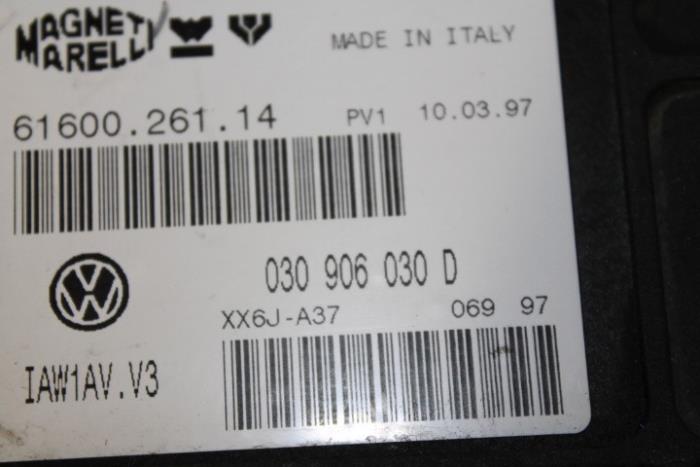 MAGNETI MARELLI
MADE IN ITALY
61600.261.14 PV1 10.03.97
030 906 030 D
XX6J-A37 069 97
IAW1AV.V3